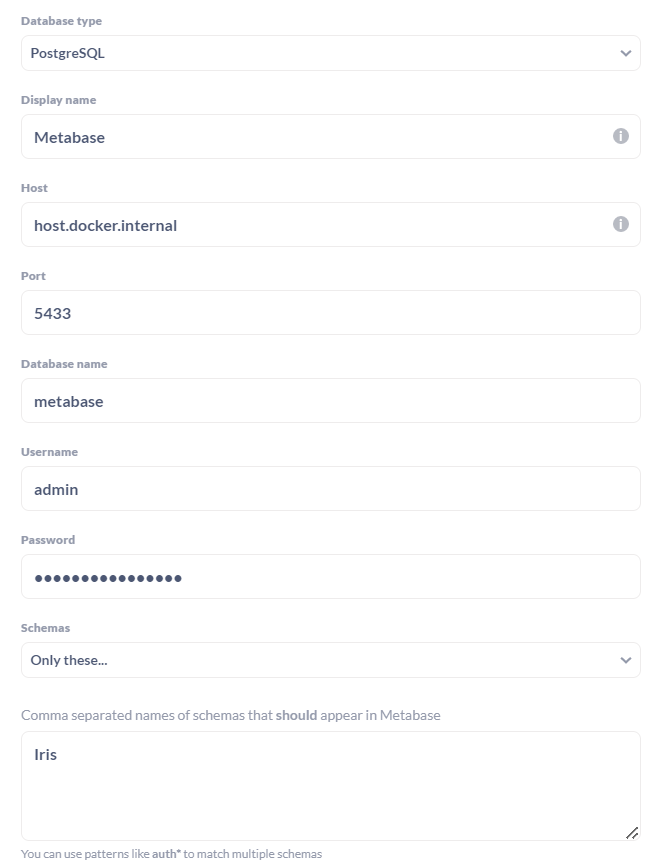 Database type
PostgreSQL
Display name
Metabase
Host
host.docker.internal
Port
5433
Database name
metabase
Username
admin
Password
••••••••••••••••
Schemas
Only these...
Comma separated names of schemas that should appear in Metabase
Iris
You can use patterns like auth* to match multiple schemas